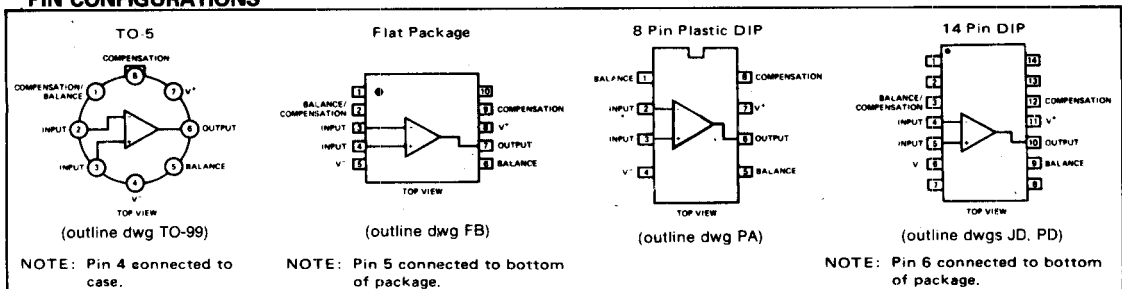 PIN CONFIGURATIONS
TO-5
COMPENSATION
8
COMPENSATION/
BALANCE
1
7
V+
INPUT
2
6
OUTPUT
INPUT
3
5
BALANCE
4
V-
TOP VIEW
(outline dwg TO-99)
NOTE: Pin 4 connected to
case.
Flat Package
1
10
BALANCE/
COMPENSATION
2
9
COMPENSATION
INPUT
3
8
V+
INPUT
4
7
OUTPUT
V-
5
6
BALANCE
TOP VIEW
(outline dwg FB)
NOTE: Pin 5 connected to bottom
of package.
8 Pin Plastic DIP
BALANCE
1
8
COMPENSATION
INPUT
2
7
V+
INPUT
3
6
OUTPUT
V-
4
5
BALANCE
TOP VIEW
(outline dwg PA)
14 Pin DIP
1
14
2
13
BALANCE/
COMPENSATION
3
12
COMPENSATION
INPUT
4
11
V+
INPUT
5
10
OUTPUT
V
6
9
BALANCE
7
8
TOP VIEW
(outline dwgs JD, PD)
NOTE: Pin 6 connected to bottom
of package.